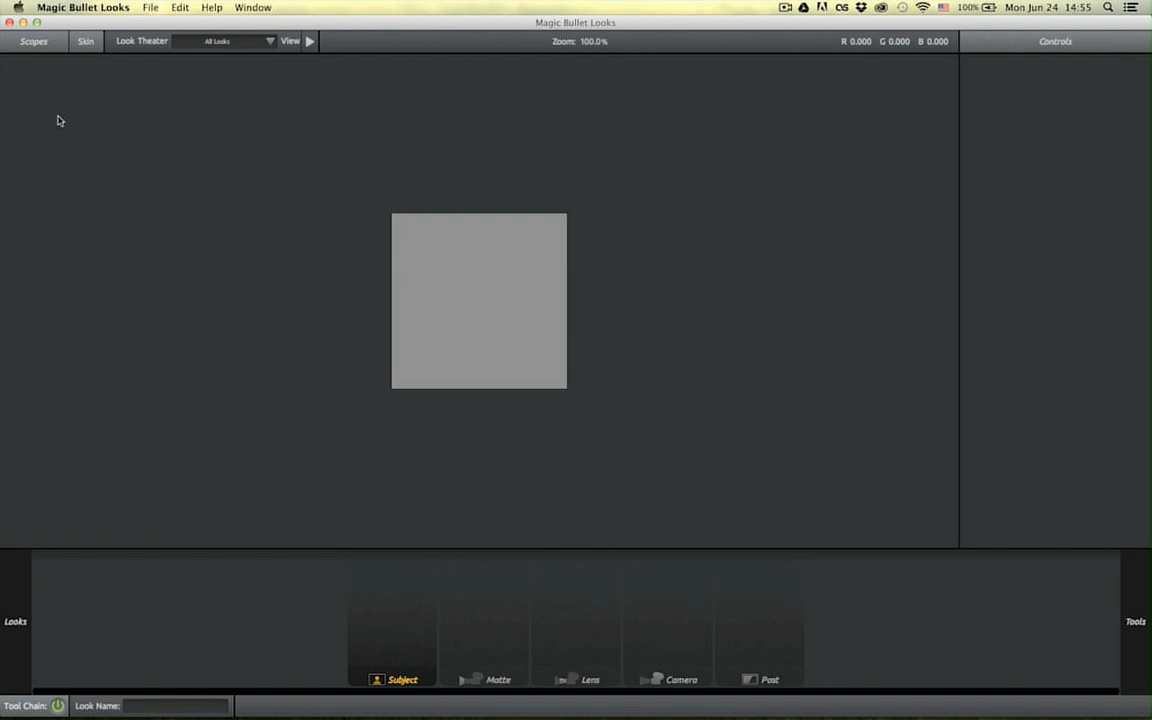 Magic Bullet Looks File Edit Help Window 100% Mon Jun 24 14:55
Magic Bullet Looks
Scopes Skin Look Theater All Looks View Zoom: 100.0% R 0.000 G 0.000 B 0.000 Controls
Looks Tools
Subject Matte Lens Camera Post
Tool Chain: Look Name: